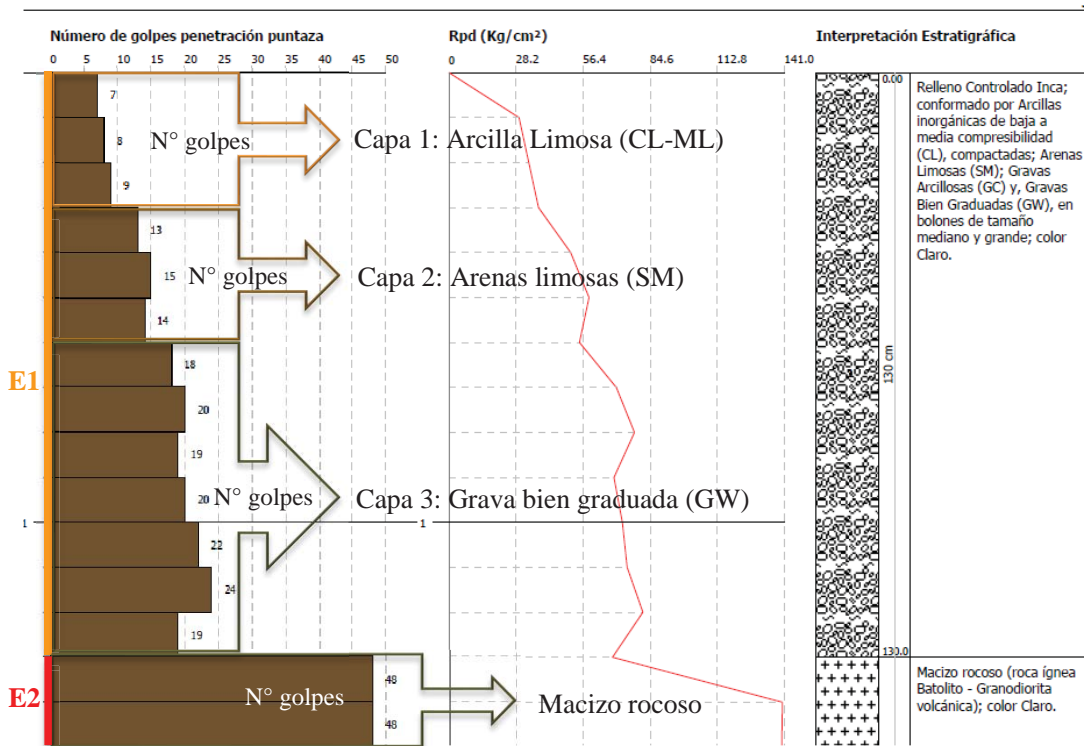 Número de golpes penetración puntaza
Rpd (Kg/cm²)
Interpretación Estratigráfica
0 5 10 15 20 25 30 35 40 45 50
0 28.2 56.4 84.6 112.8 141.0
7
8
9
N° golpes
Capa 1: Arcilla Limosa (CL-ML)
13
15
14
N° golpes
Capa 2: Arenas limosas (SM)
E1
18
20
19
20
22
24
19
N° golpes
Capa 3: Grava bien graduada (GW)
1
1
E2
48
48
N° golpes
Macizo rocoso
0.00
130 cm
130.0
Relleno Controlado Inca;
conformado por Arcillas
inorgánicas de baja a
media compresibilidad
(CL), compactadas; Arenas
Limosas (SM); Gravas
Arcillosas (GC) y, Gravas
Bien Graduadas (GW), en
bolones de tamaño
mediano y grande; color
Claro.
Macizo rocoso (roca ígnea
Batolito - Granodiorita
volcánica); color Claro.